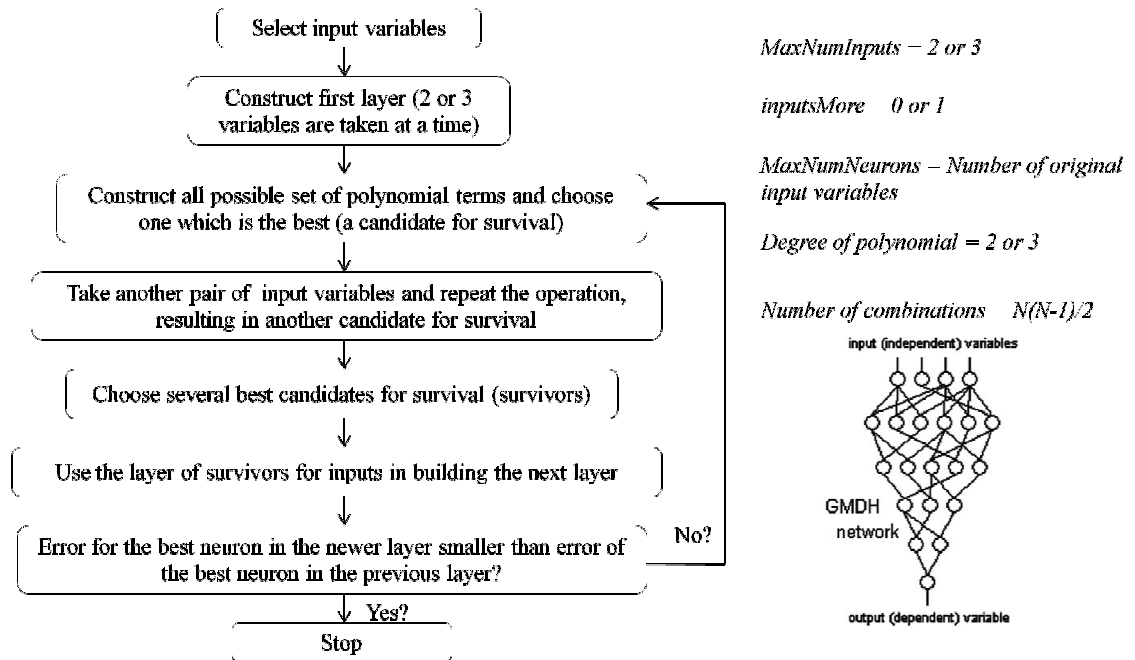 Select input variables
Construct first layer (2 or 3
variables are taken at a time)
Construct all possible set of polynomial terms and choose
one which is the best (a candidate for survival)
Take another pair of input variables and repeat the operation,
resulting in another candidate for survival
Choose several best candidates for survival (survivors)
Use the layer of survivors for inputs in building the next layer
Error for the best neuron in the newer layer smaller than error of
the best neuron in the previous layer?
No?
Yes?
Stop
MaxNumInputs – 2 or 3
inputsMore 0 or 1
MaxNumNeurons – Number of original
input variables
Degree of polynomial = 2 or 3
Number of combinations N(N-1)/2
input (independent) variables
GMDH
network
output (dependent) variable